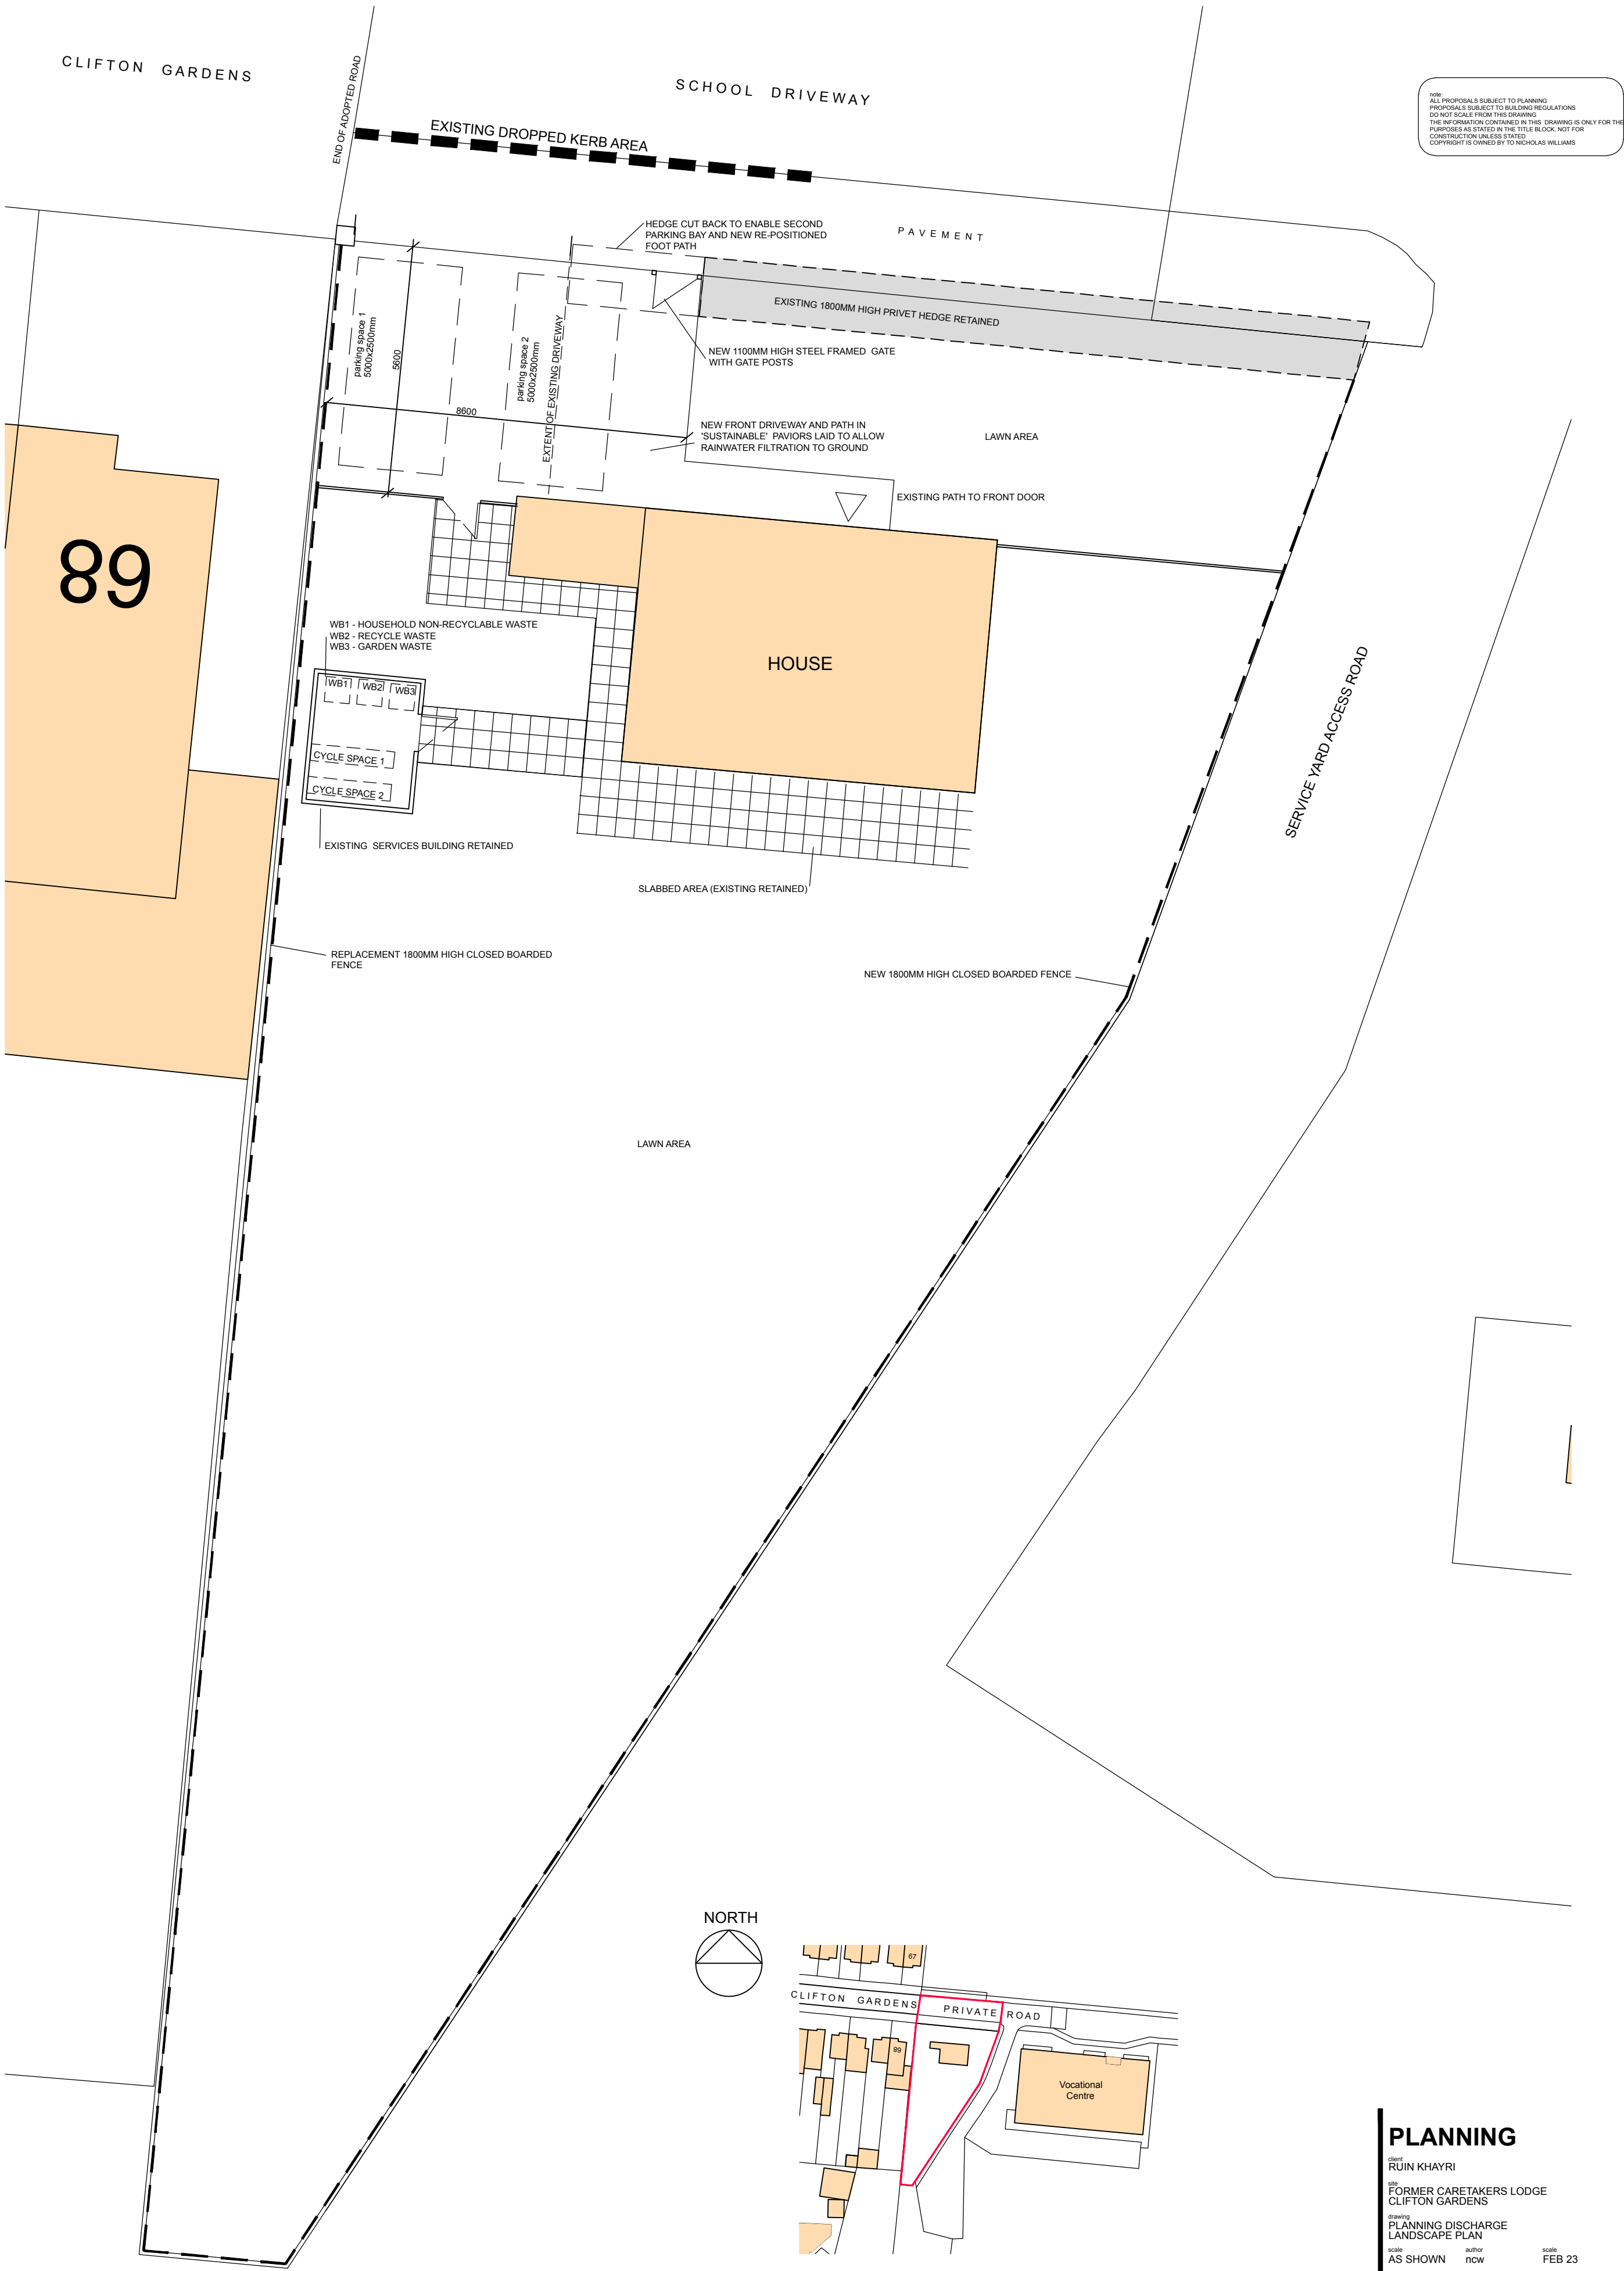 CLIFTON GARDENS
END OF ADOPTED ROAD
SCHOOL DRIVEWAY
note:
ALL PROPOSALS SUBJECT TO PLANNING
PROPOSALS SUBJECT TO BUILDING REGULATIONS
DO NOT SCALE FROM THIS DRAWING
THE INFORMATION CONTAINED IN THIS DRAWING IS ONLY FOR THE
PURPOSES AS STATED IN THE TITLE BLOCK. NOT FOR
CONSTRUCTION UNLESS STATED
COPYRIGHT IS OWNED BY TO NICHOLAS WILLIAMS
EXISTING DROPPED KERB AREA
HEDGE CUT BACK TO ENABLE SECOND
PARKING BAY AND NEW RE-POSITIONED
FOOT PATH
PAVEMENT
EXISTING 1800MM HIGH PRIVET HEDGE RETAINED
parking space 1
5000x2500mm
5600
parking space 2
5000x2500mm
EXTENT OF EXISTING DRIVEWAY
NEW 1100MM HIGH STEEL FRAMED GATE
WITH GATE POSTS
8600
NEW FRONT DRIVEWAY AND PATH IN
'SUSTAINABLE' PAVIORS LAID TO ALLOW
RAINWATER FILTRATION TO GROUND
LAWN AREA
EXISTING PATH TO FRONT DOOR
89
WB1 - HOUSEHOLD NON-RECYCLABLE WASTE
WB2 - RECYCLE WASTE
WB3 - GARDEN WASTE
HOUSE
WB1
WB2
WB3
CYCLE SPACE 1
CYCLE SPACE 2
SERVICE YARD ACCESS ROAD
EXISTING SERVICES BUILDING RETAINED
SLABBED AREA (EXISTING RETAINED)
REPLACEMENT 1800MM HIGH CLOSED BOARDED
FENCE
NEW 1800MM HIGH CLOSED BOARDED FENCE
LAWN AREA
NORTH
67
CLIFTON GARDENS
PRIVATE ROAD
89
Vocational
Centre
PLANNING
client
RUIN KHAYRI
site
FORMER CARETAKERS LODGE
CLIFTON GARDENS
drawing
PLANNING DISCHARGE
LANDSCAPE PLAN
scale author scale
AS SHOWN ncw FEB 23